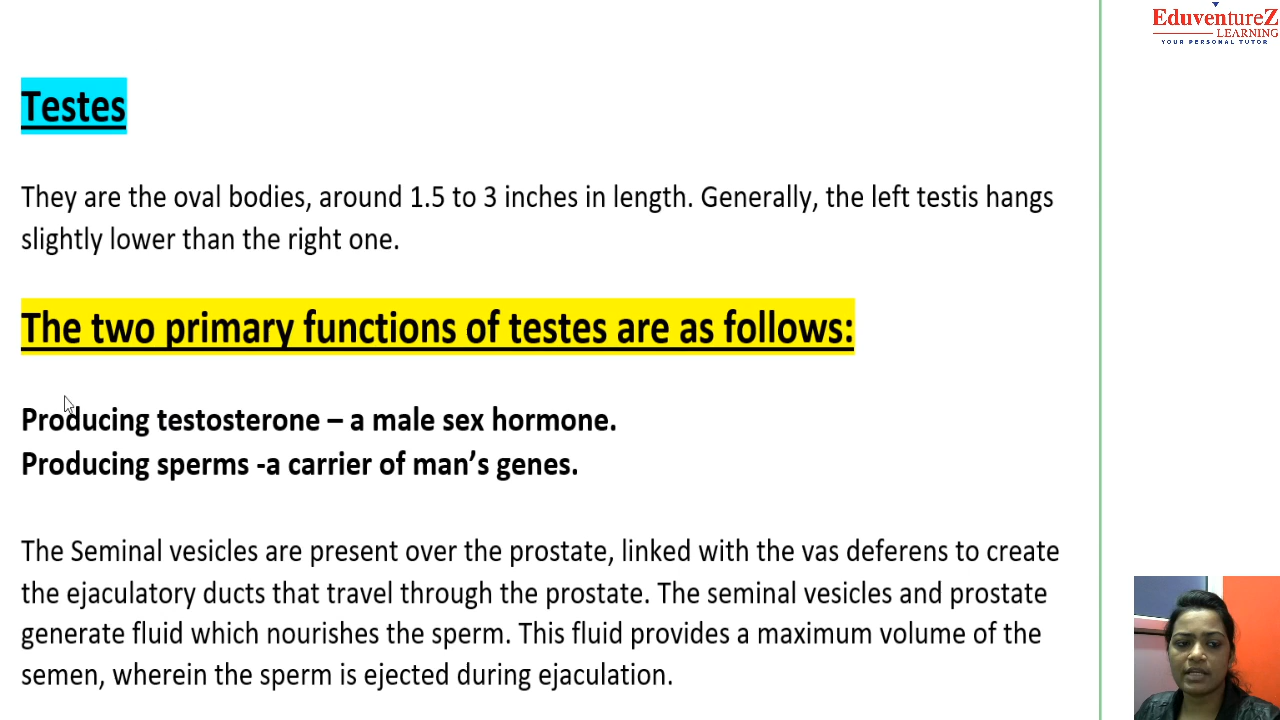 EduventureZ
LEARNING
YOUR PERSONAL TUTOR
Testes
They are the oval bodies, around 1.5 to 3 inches in length. Generally, the left testis hangs
slightly lower than the right one.
The two primary functions of testes are as follows:
Producing testosterone – a male sex hormone.
Producing sperms -a carrier of man’s genes.
The Seminal vesicles are present over the prostate, linked with the vas deferens to create
the ejaculatory ducts that travel through the prostate. The seminal vesicles and prostate
generate fluid which nourishes the sperm. This fluid provides a maximum volume of the
semen, wherein the sperm is ejected during ejaculation.